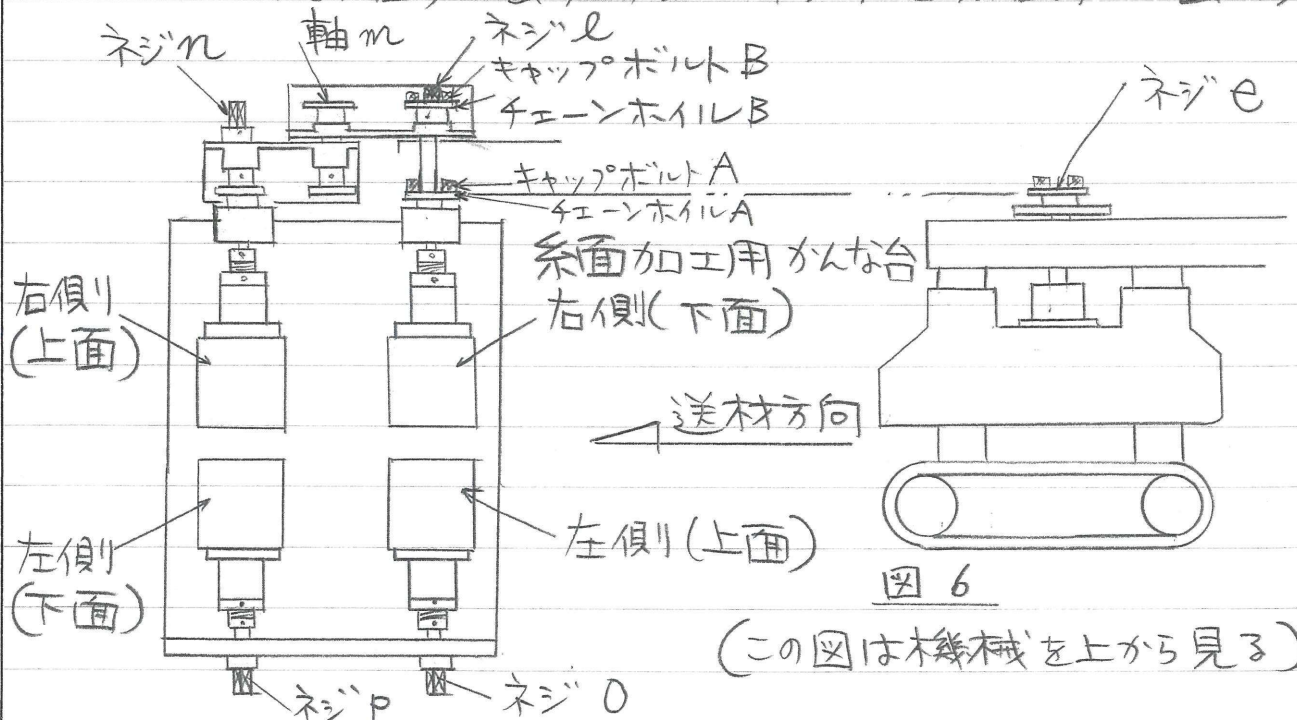 ネジn
軸m
ネジl
キャップボルトB
チェーンホイルB
ネジe
キャップボルトA
チェーンホイルA
糸面加工用かんな台
右側
(上面)
右側(下面)
送材方向
左側
(下面)
左側(上面)
図6
(この図は機械を上から見る)
ネジp
ネジo